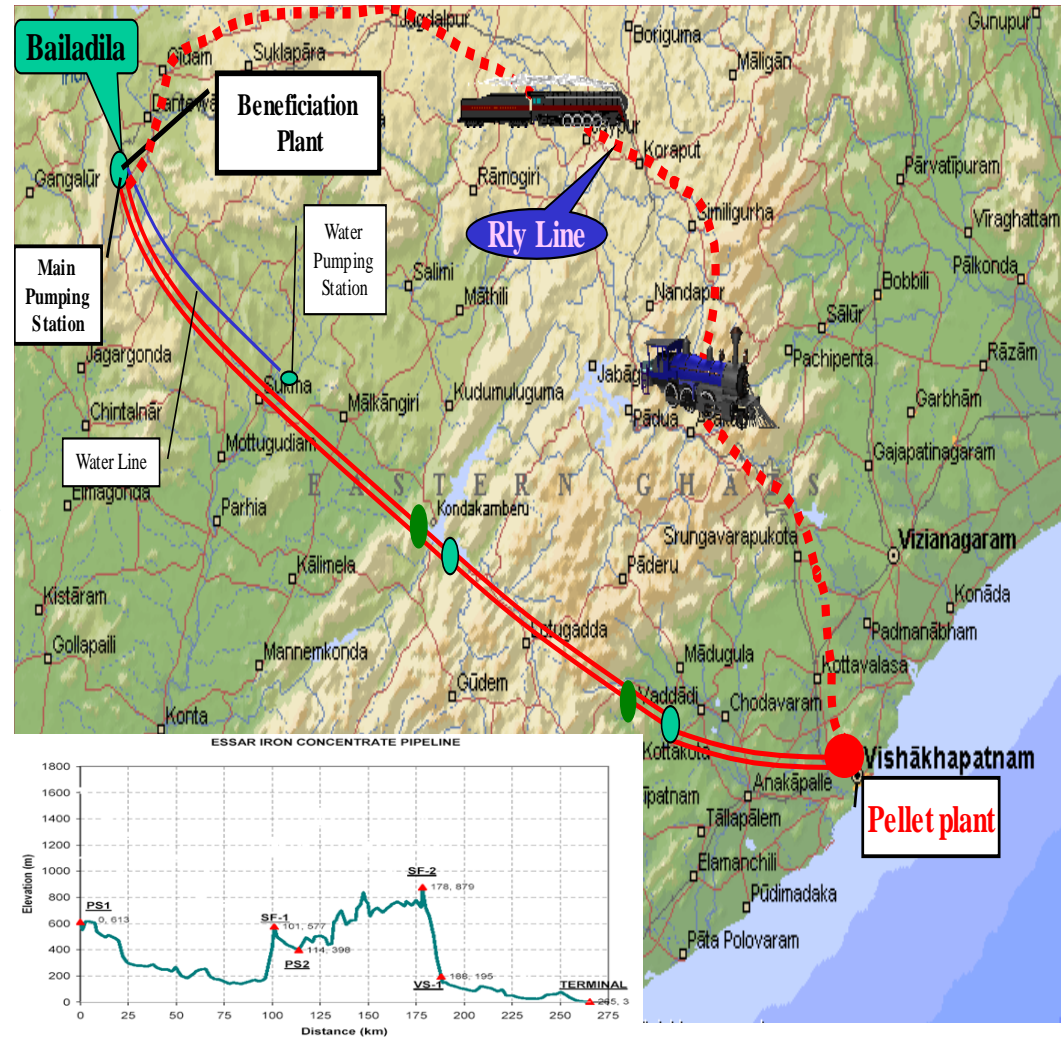 Jagdalpur
Gunupur
Boriguma
Bailadila
Gīdam
Suklapāra
Māligān
Beneficiation
Plant
Koraput
Gangalūr
Rāmogiri
Pārvatīpuram
Similigurha
Vīraghattam
Rly Line
Water
Pumping
Station
Main
Pumping
Station
Salimi
Māthili
Nandapur
Bobbili
Pālkonda
Sālūr
Jagargonda
Pachipenta
Rāzām
Sukma
Kudumuluguma
Mālkāngiri
Chintalnār
Pādua
Garbhām
Mottugudiam
Water Line
Gajapatinagaram
EASTERN GHATS
Elmagonda
Parhia
Kondakamberu
Srungavarapukota
Vizianagaram
Kālimela
Pāderu
Kistāram
Konāda
Padmanābham
Gollapaili
Mannemkonda
Mādugula
Kottavalasa
Gūdem
Vaddādi
Chodavaram
Konta
Kottakota
Vishākhapatnam
Anakāpalle
Pellet plant
Tāllapālem
Elamanchili
Pūdimadaka
Pāta Polovaram
ESSAR IRON CONCENTRATE PIPELINE
Elevation (m)
1800
1600
1400
1200
1000
800
600
400
200
0
PS1
0, 613
SF-1
101, 577
PS2
114, 398
SF-2
178, 879
VS-1
188, 195
TERMINAL
265, 3
0 25 50 75 100 125 150 175 200 225 250 275
Distance (km)